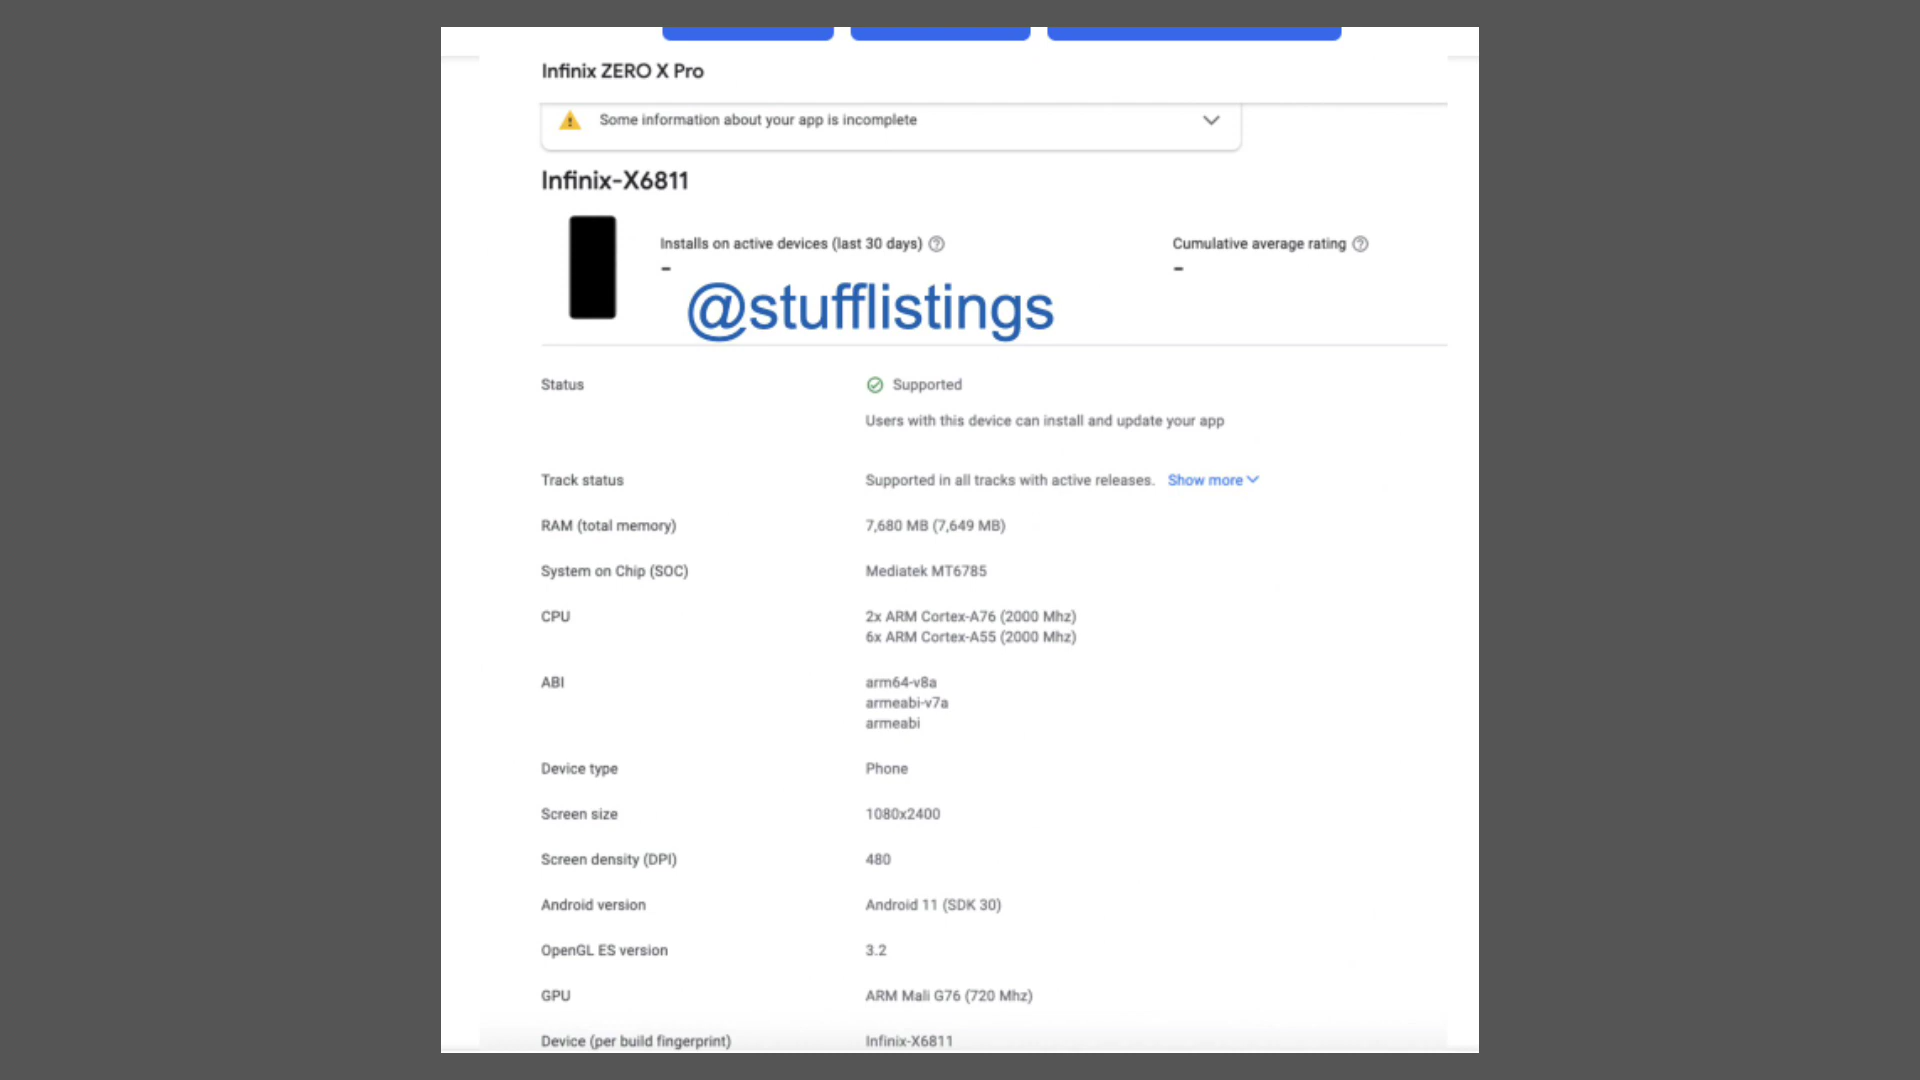 Infinix ZERO X Pro
Some information about your app is incomplete
Infinix-X6811
Installs on active devices (last 30 days)
Cumulative average rating
–
–
@stufflistings
Status Supported
Users with this device can install and update your app
Track status Supported in all tracks with active releases. Show more
RAM (total memory) 7,680 MB (7,649 MB)
System on Chip (SOC) Mediatek MT6785
CPU 2x ARM Cortex-A76 (2000 Mhz)
6x ARM Cortex-A55 (2000 Mhz)
ABI arm64-v8a
armeabi-v7a
armeabi
Device type Phone
Screen size 1080x2400
Screen density (DPI) 480
Android version Android 11 (SDK 30)
OpenGL ES version 3.2
GPU ARM Mali G76 (720 Mhz)
Device (per build fingerprint) Infinix-X6811